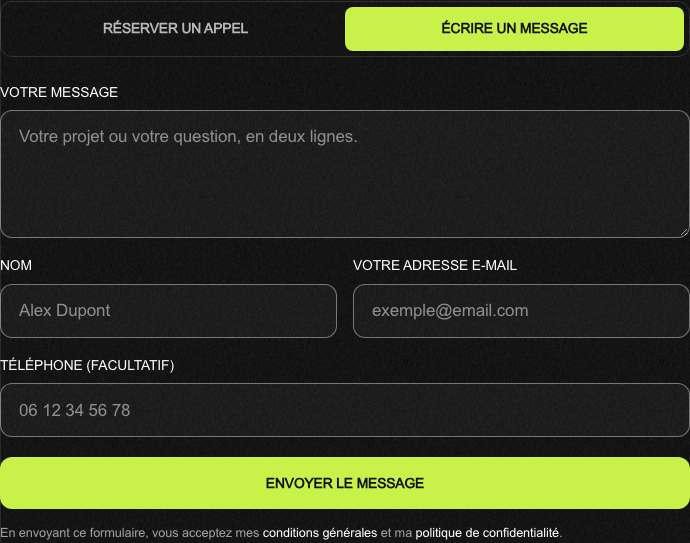 RÉSERVER UN APPEL
ÉCRIRE UN MESSAGE
VOTRE MESSAGE
Votre projet ou votre question, en deux lignes.
NOM
VOTRE ADRESSE E-MAIL
Alex Dupont
exemple@email.com
TÉLÉPHONE (FACULTATIF)
06 12 34 56 78
ENVOYER LE MESSAGE
En envoyant ce formulaire, vous acceptez mes conditions générales et ma politique de confidentialité.